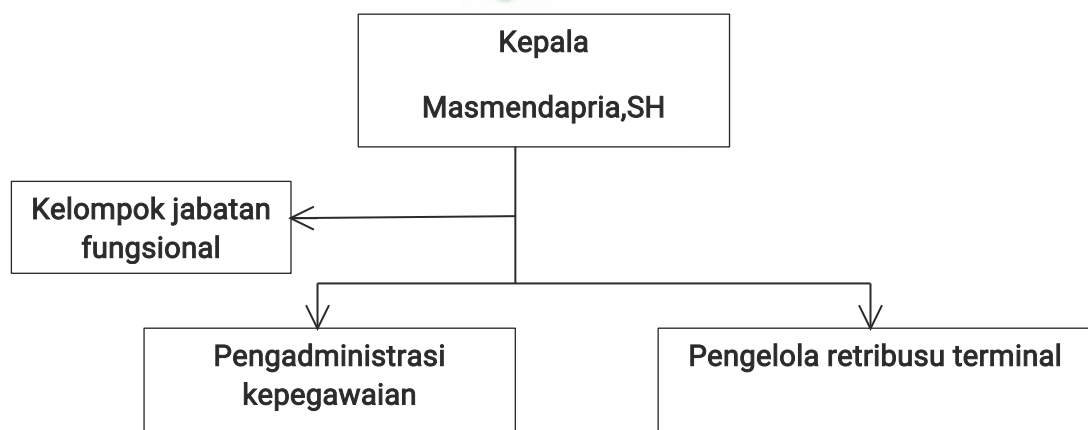 Kepala
Masmendapria,SH
Kelompok jabatan
fungsional
Pengadministrasi
kepegawaian
Pengelola retribusu terminal